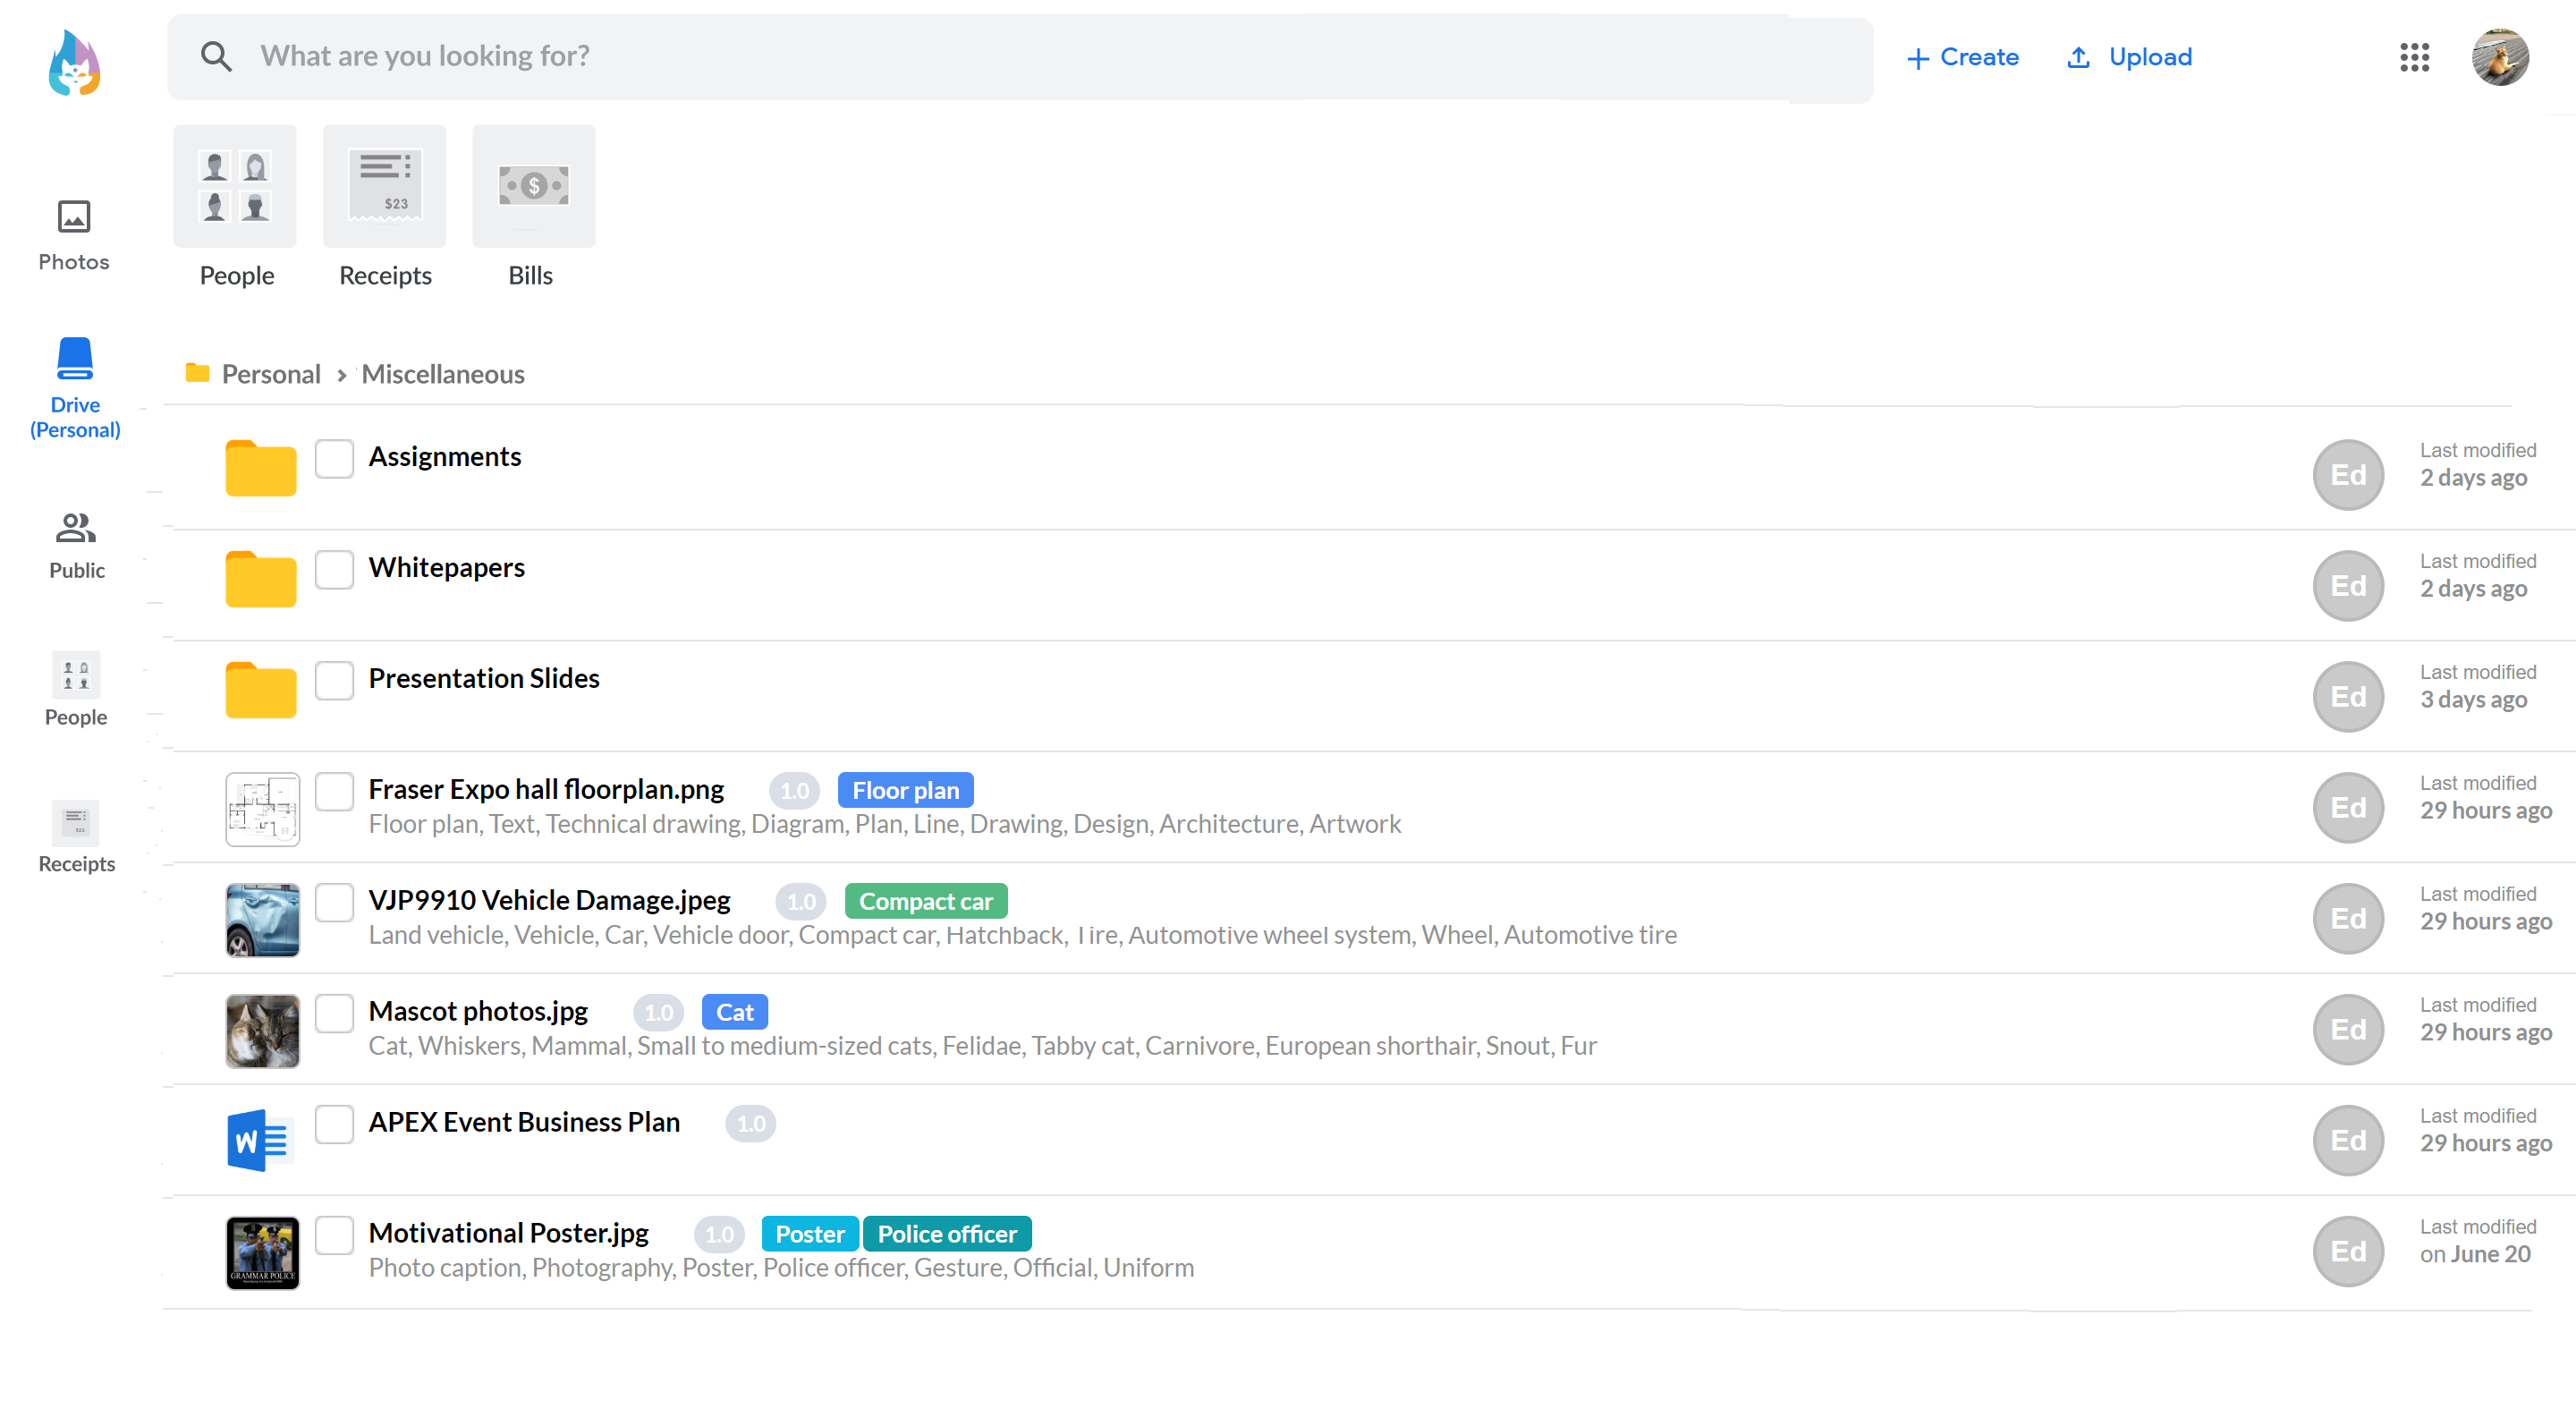 What are you looking for?
Create
Upload
$23
$
People
Receipts
Bills
Photos
Drive
(Personal)
Public
People
Receipts
Personal › Miscellaneous
Assignments
Ed
Last modified
2 days ago
Whitepapers
Ed
Last modified
2 days ago
Presentation Slides
Ed
Last modified
3 days ago
Fraser Expo hall floorplan.png 1.0 Floor plan
Floor plan, Text, Technical drawing, Diagram, Plan, Line, Drawing, Design, Architecture, Artwork
Ed
Last modified
29 hours ago
VJP9910 Vehicle Damage.jpeg 1.0 Compact car
Land vehicle, Vehicle, Car, Vehicle door, Compact car, Hatchback, Tire, Automotive wheel system, Wheel, Automotive tire
Ed
Last modified
29 hours ago
Mascot photos.jpg 1.0 Cat
Cat, Whiskers, Mammal, Small to medium-sized cats, Felidae, Tabby cat, Carnivore, European shorthair, Snout, Fur
Ed
Last modified
29 hours ago
W
APEX Event Business Plan 1.0
Ed
Last modified
29 hours ago
GRAMMAR POLICE
Motivational Poster.jpg 1.0 Poster Police officer
Photo caption, Photography, Poster, Police officer, Gesture, Official, Uniform
Ed
Last modified
on June 20